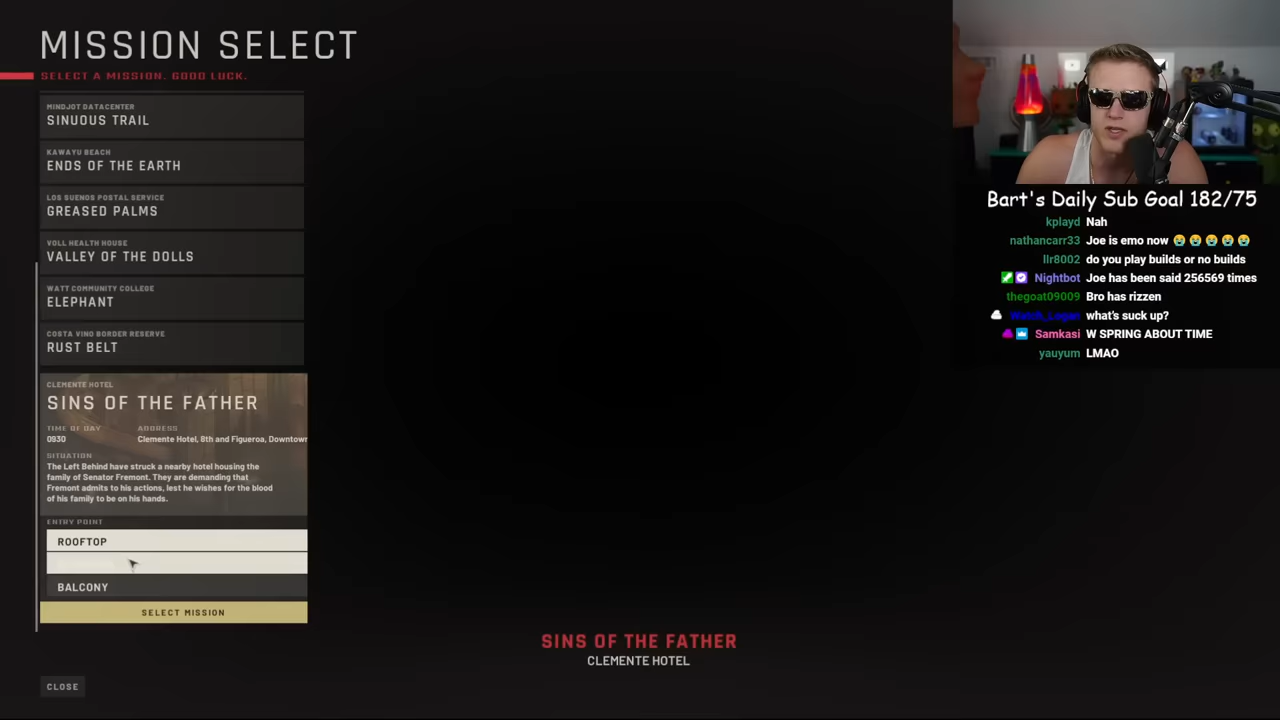 MISSION SELECT
SELECT A MISSION. GOOD LUCK.
MINDJOT DATACENTER
SINUOUS TRAIL
KAWAYU BEACH
ENDS OF THE EARTH
LOS SUENOS POSTAL SERVICE
GREASED PALMS
VOLL HEALTH HOUSE
VALLEY OF THE DOLLS
WATT COMMUNITY COLLEGE
ELEPHANT
COSTA VINO BORDER RESERVE
RUST BELT
CLEMENTE HOTEL
SINS OF THE FATHER
TIME OF DAY ADDRESS
0930 Clemente Hotel, 8th and Figueroa, Downtown
SITUATION
The Left Behind have struck a nearby hotel housing the
family of Senator Fremont. They are demanding that
Fremont admits to his actions, lest he wishes for the blood
of his family to be on his hands.
ENTRY POINT
ROOFTOP
BALCONY
SELECT MISSION
CLOSE
SINS OF THE FATHER
CLEMENTE HOTEL
Bart's Daily Sub Goal 182/75
kplayd Nah
nathancarr33 Joe is emo now 😭 😭 😭 😭 😭
llr8002 do you play builds or no builds
Nightbot Joe has been said 256569 times
thegoat09009 Bro has rizzen
Watch_Logan what's suck up?
Samkasi W SPRING ABOUT TIME
yauyum LMAO